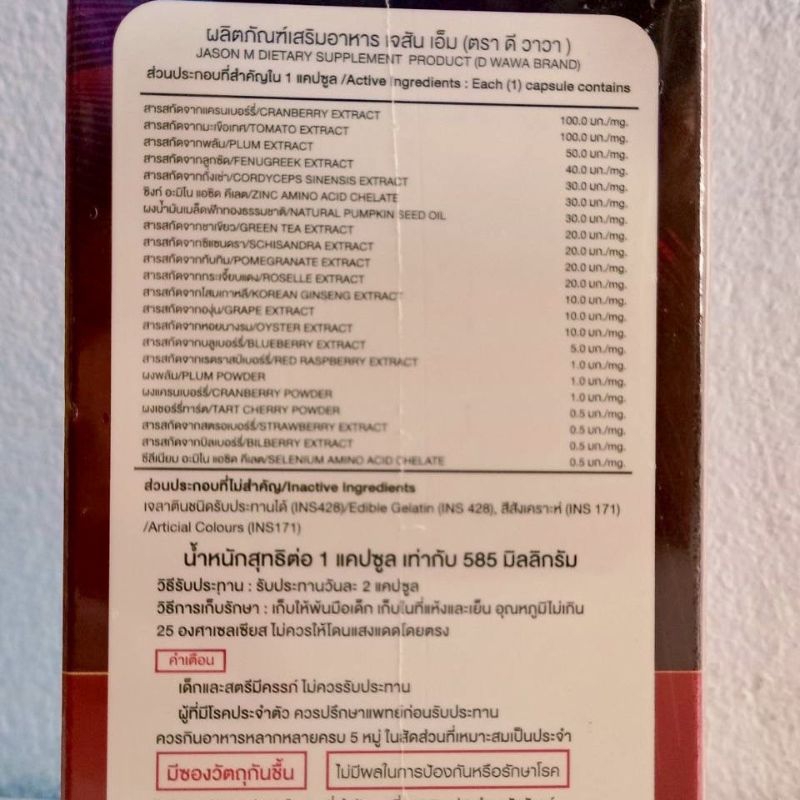 ผลิตภัณฑ์เสริมอาหาร เจสัน เอ็ม (ตรา ดี วาวา )
JASON M DIETARY SUPPLEMENT PRODUCT (D WAWA BRAND)
ส่วนประกอบที่สำคัญใน 1 แคปซูล /Active Ingredients : Each (1) capsule contains
สารสกัดจากแครนเบอร์รี่/CRANBERRY EXTRACT 100.0 มก./mg.
สารสกัดจากมะเขือเทศ/TOMATO EXTRACT 100.0 มก./mg.
สารสกัดจากพลัม/PLUM EXTRACT 50.0 มก./mg.
สารสกัดจากลูกซัด/FENUGREEK EXTRACT 40.0 มก./mg.
สารสกัดจากถั่งเช่า/CORDYCEPS SINENSIS EXTRACT 30.0 มก./mg.
ซิงก์ อะมิโน แอซิด คีเลต/ZINC AMINO ACID CHELATE 30.0 มก./mg.
ผงน้ำมันเมล็ดฟักทองธรรมชาติ/NATURAL PUMPKIN SEED OIL 30.0 มก./mg.
สารสกัดจากชาเขียว/GREEN TEA EXTRACT 20.0 มก./mg.
สารสกัดจากชิแซนดรา/SCHISANDRA EXTRACT 20.0 มก./mg.
สารสกัดจากทับทิม/POMEGRANATE EXTRACT 20.0 มก./mg.
สารสกัดจากกระเจี๊ยบแดง/ROSELLE EXTRACT 20.0 มก./mg.
สารสกัดจากโสมเกาหลี/KOREAN GINSENG EXTRACT 10.0 มก./mg.
สารสกัดจากองุ่น/GRAPE EXTRACT 10.0 มก./mg.
สารสกัดจากหอยนางรม/OYSTER EXTRACT 10.0 มก./mg.
สารสกัดจากบลูเบอร์รี่/BLUEBERRY EXTRACT 5.0 มก./mg.
สารสกัดจากเรดราสป์เบอร์รี่/RED RASPBERRY EXTRACT 1.0 มก./mg.
ผงพลัม/PLUM POWDER 1.0 มก./mg.
ผงแครนเบอร์รี่/CRANBERRY POWDER 1.0 มก./mg.
ผงเชอร์รี่ทาร์ต/TART CHERRY POWDER 0.5 มก./mg.
สารสกัดจากสตรอเบอร์รี่/STRAWBERRY EXTRACT 0.5 มก./mg.
สารสกัดจากบิลเบอร์รี่/BILBERRY EXTRACT 0.5 มก./mg.
ซีลีเนียม อะมิโน แอซิด คีเลต/SELENIUM AMINO ACID CHELATE 0.5 มก./mg.
ส่วนประกอบที่ไม่สำคัญ/Inactive Ingredients
เจลาตินชนิดรับประทานได้ (INS428)/Edible Gelatin (INS 428), สีสังเคราะห์ (INS 171)
/Articial Colours (INS171)
น้ำหนักสุทธิต่อ 1 แคปซูล เท่ากับ 585 มิลลิกรัม
วิธีรับประทาน : รับประทานวันละ 2 แคปซูล
วิธีการเก็บรักษา : เก็บให้พ้นมือเด็ก เก็บในที่แห้งและเย็น อุณหภูมิไม่เกิน
25 องศาเซลเซียส ไม่ควรให้โดนแสงแดดโดยตรง
คำเตือน
เด็กและสตรีมีครรภ์ ไม่ควรรับประทาน
ผู้ที่มีโรคประจำตัว ควรปรึกษาแพทย์ก่อนรับประทาน
ควรกินอาหารหลากหลายครบ 5 หมู่ ในสัดส่วนที่เหมาะสมเป็นประจำ
มีซองวัตถุกันชื้น ไม่มีผลในการป้องกันหรือรักษาโรค